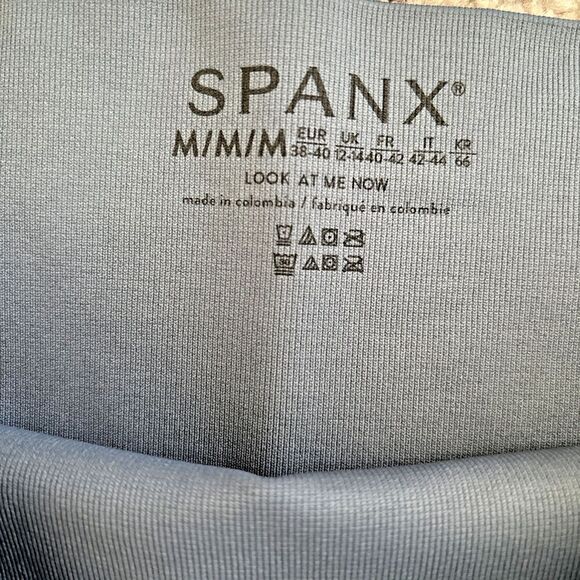 SPANX®
M/M/M EUR 38-40 UK 12-14 FR 40-42 IT 42-44 KR 66
LOOK AT ME NOW
made in colombia / fabriqué en colombie
30